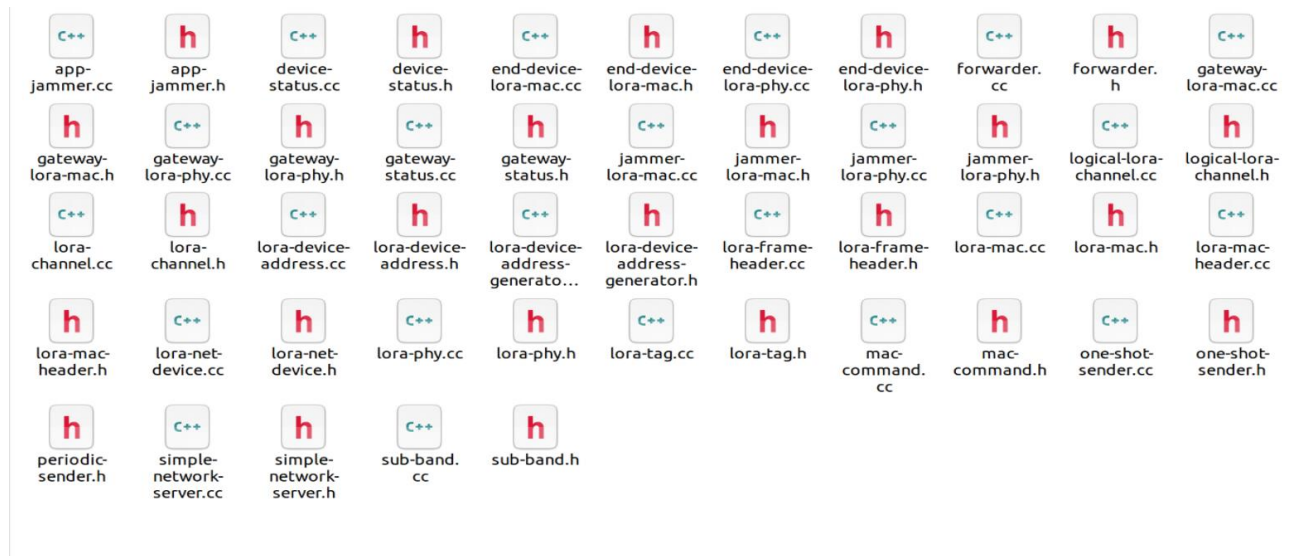 C++ h C++ h C++ h C++ h C++ h C++
app-jammer.cc app-jammer.h device-status.cc device-status.h end-device-lora-mac.cc end-device-lora-mac.h end-device-lora-phy.cc end-device-lora-phy.h forwarder.cc forwarder.h gateway-lora-mac.cc
h C++ h C++ h C++ h C++ h C++ h
gateway-lora-mac.h gateway-lora-phy.cc gateway-lora-phy.h gateway-status.cc gateway-status.h jammer-lora-mac.cc jammer-lora-mac.h jammer-lora-phy.cc jammer-lora-phy.h logical-lora-channel.cc logical-lora-channel.h
C++ h C++ h C++ h C++ h C++ h C++
lora-channel.cc lora-channel.h lora-device-address.cc lora-device-address.h lora-device-address-generato... lora-device-address-generator.h lora-frame-header.cc lora-frame-header.h lora-mac.cc lora-mac.h lora-mac-header.cc
h C++ h C++ h C++ h C++ h C++ h
lora-mac-header.h lora-net-device.cc lora-net-device.h lora-phy.cc lora-phy.h lora-tag.cc lora-tag.h mac-command.cc mac-command.h one-shot-sender.cc one-shot-sender.h
h C++ h C++ h
periodic-sender.h simple-network-server.cc simple-network-server.h sub-band.cc sub-band.h